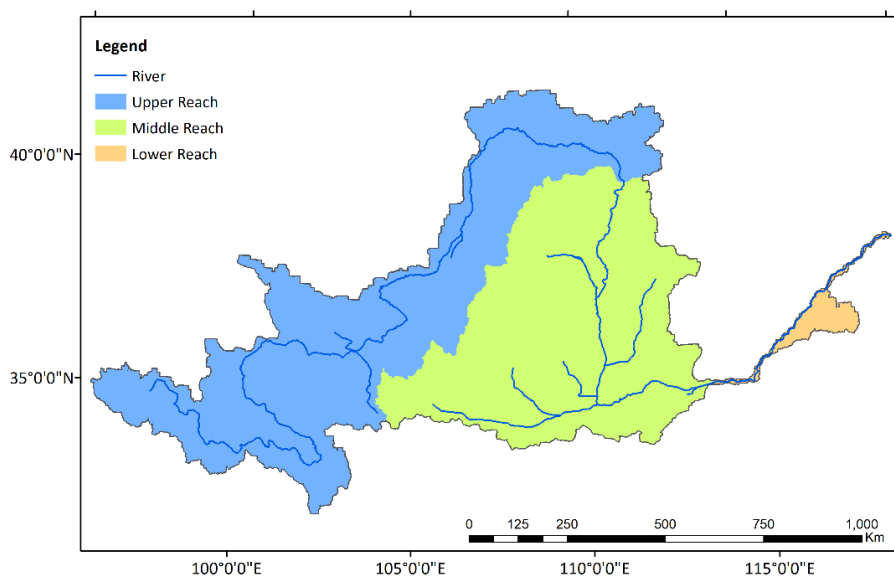 Legend
River
Upper Reach
Middle Reach
Lower Reach
40°0'0"N
35°0'0"N
0 125 250 500 750 1,000
Km
100°0'0"E 105°0'0"E 110°0'0"E 115°0'0"E